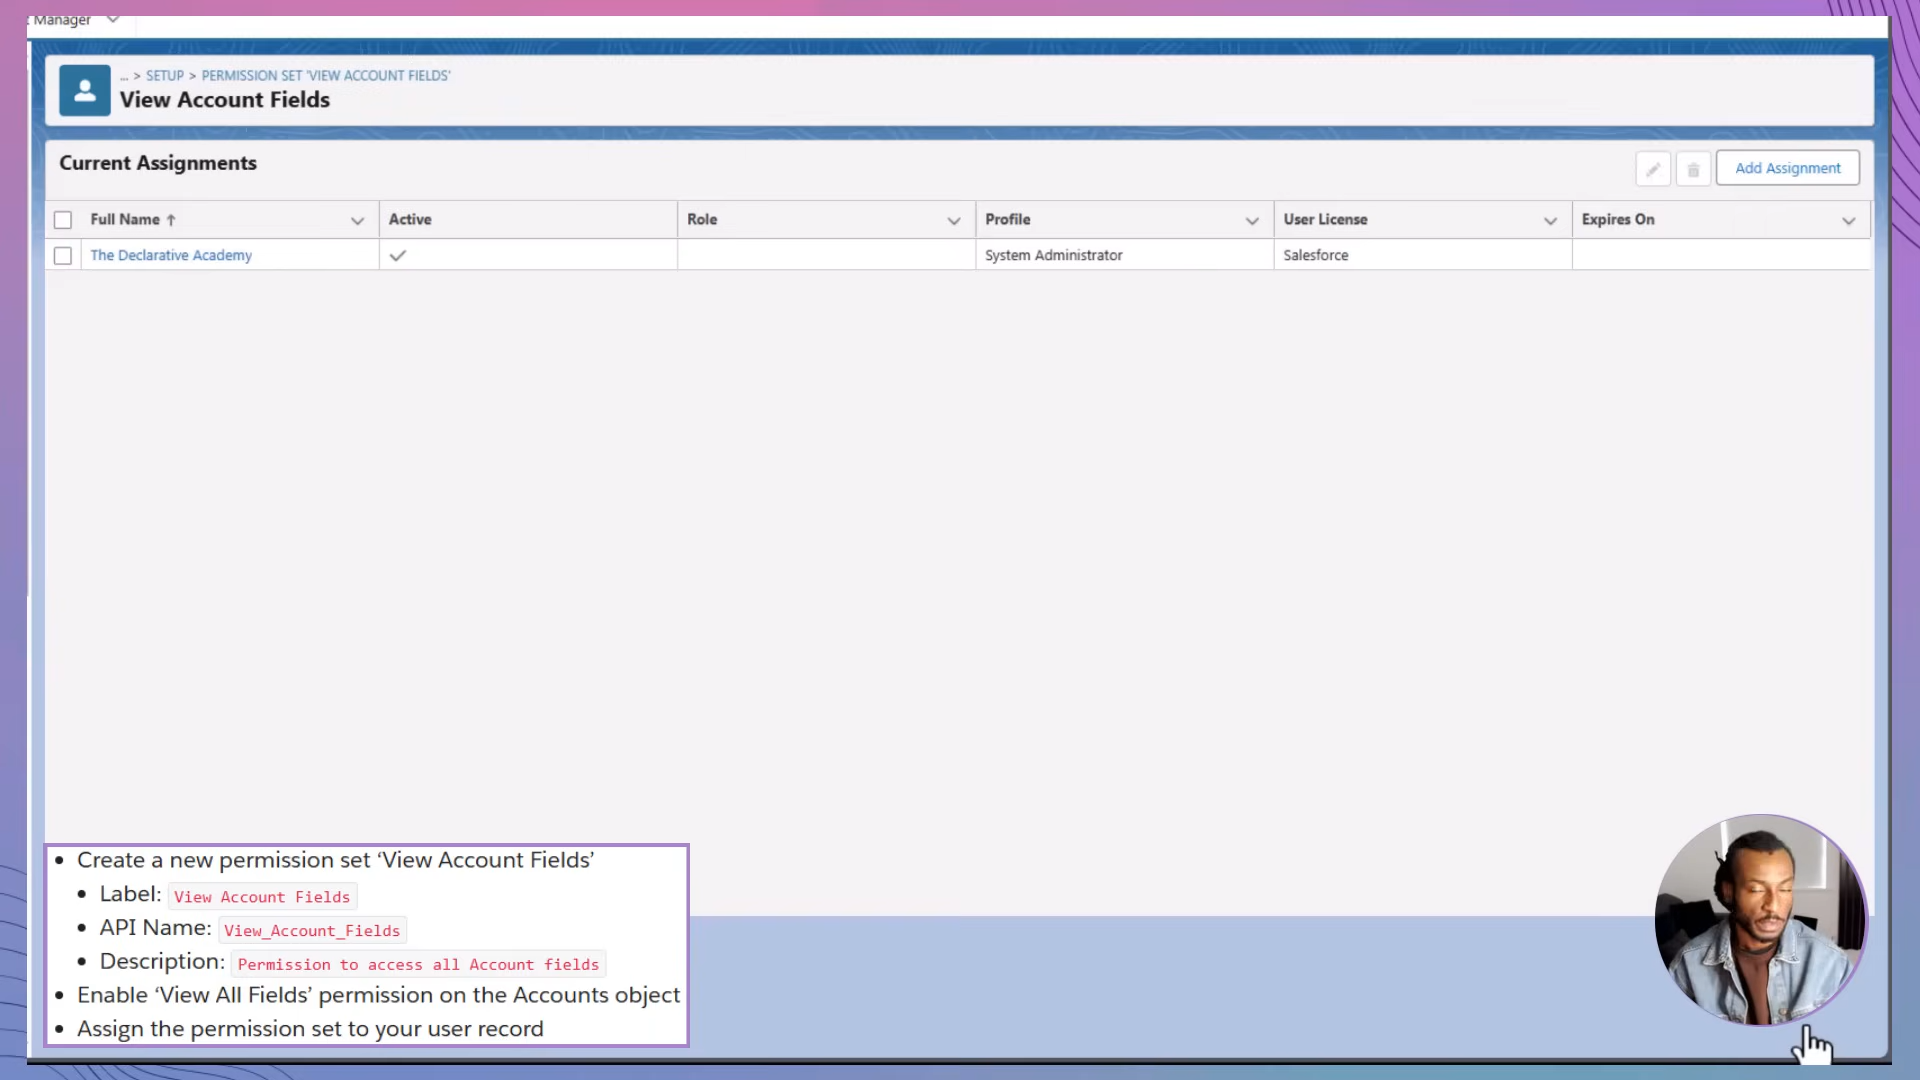 Manager
... > SETUP > PERMISSION SET 'VIEW ACCOUNT FIELDS'
View Account Fields
Current Assignments
Add Assignment
Full Name ↑ Active Role Profile User License Expires On
The Declarative Academy System Administrator Salesforce
• Create a new permission set ‘View Account Fields’
• Label: View Account Fields
• API Name: View_Account_Fields
• Description: Permission to access all Account fields
• Enable ‘View All Fields’ permission on the Accounts object
• Assign the permission set to your user record